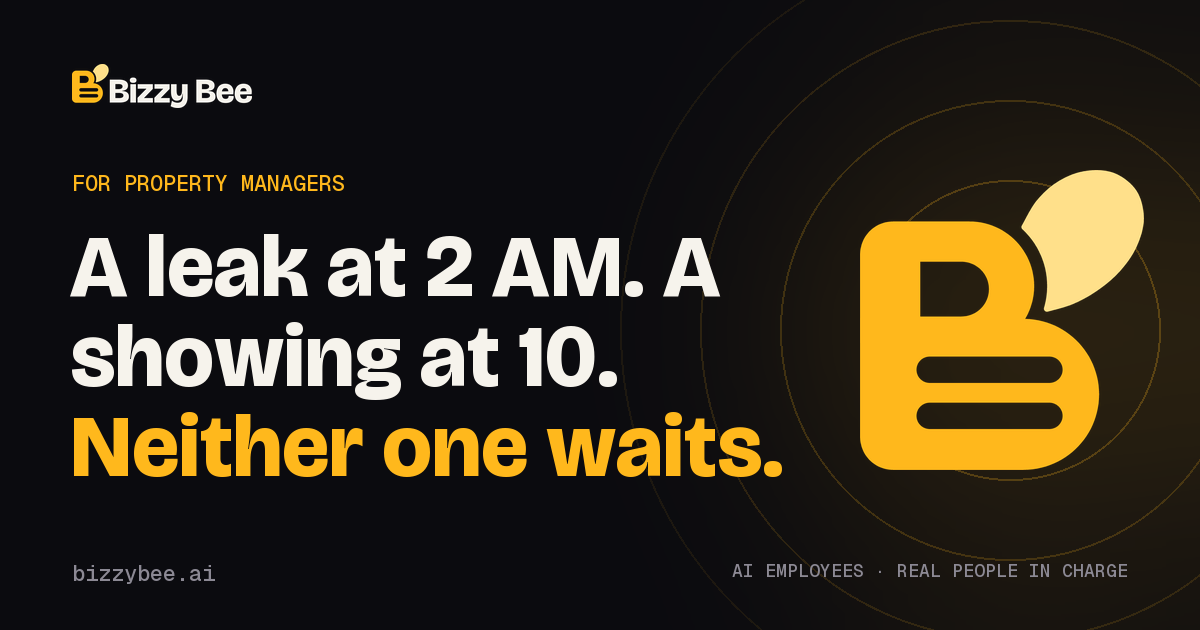 Bizzy Bee
FOR PROPERTY MANAGERS
A leak at 2 AM. A
showing at 10.
Neither one waits.
bizzybee.ai
AI EMPLOYEES · REAL PEOPLE IN CHARGE